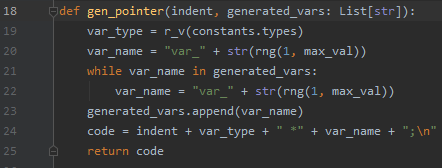 18 def gen_pointer(indent, generated_vars: List[str]):
19     var_type = r_v(constants.types)
20     var_name = "var_" + str(rng(1, max_val))
21     while var_name in generated_vars:
22         var_name = "var_" + str(rng(1, max_val))
23     generated_vars.append(var_name)
24     code = indent + var_type + " *" + var_name + ";\n"
25     return code